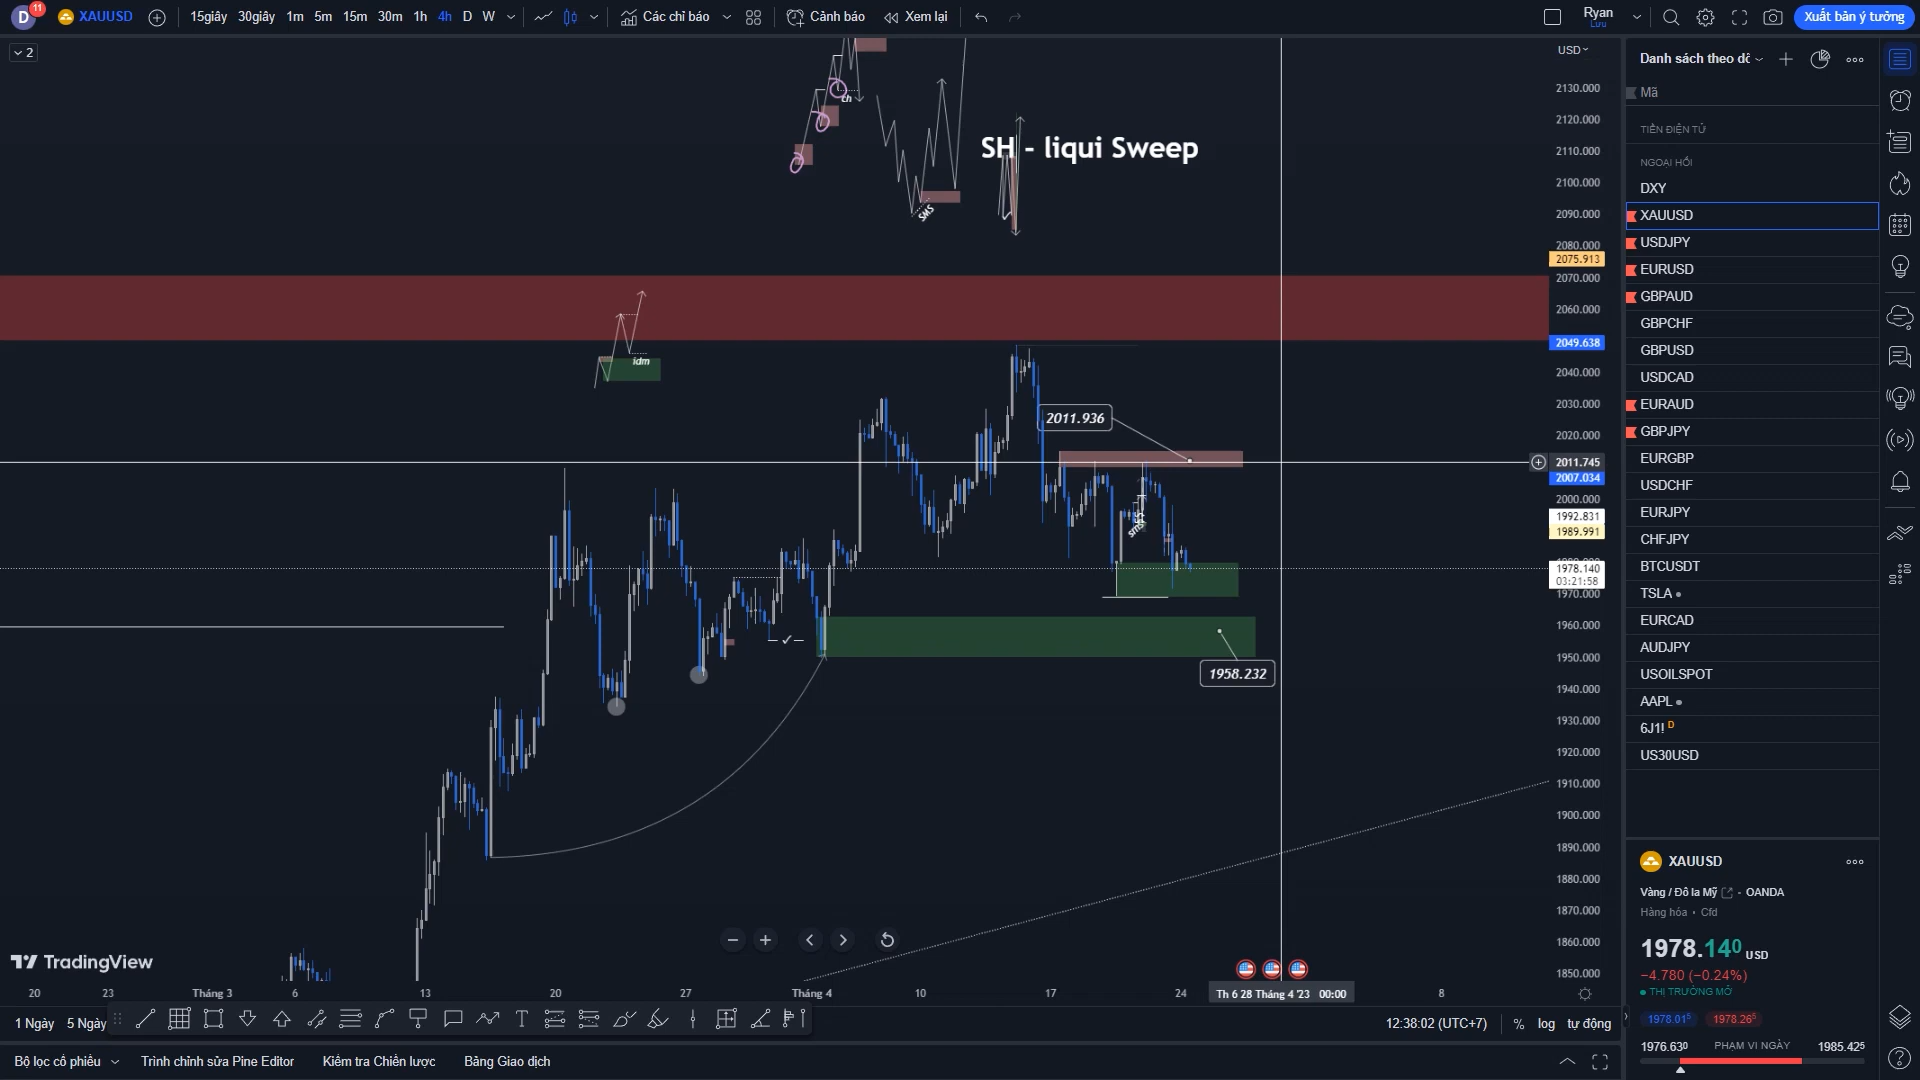 D
11
XAUUSD
15giây
30giây
1m
5m
15m
30m
1h
4h
D
W
Các chỉ báo
Cảnh báo
Xem lại
Ryan
Lưu
Xuất bản ý tưởng
2
USD
ch
SMS
SH - liqui Sweep
idm
2011.936
1958.232
2130.000
2120.000
2110.000
2100.000
2090.000
2080.000
2075.913
2070.000
2060.000
2049.638
2040.000
2030.000
2020.000
2011.745
2007.034
2000.000
1992.831
1989.991
1978.140
03:21:58
1970.000
1960.000
1950.000
1940.000
1930.000
1920.000
1910.000
1900.000
1890.000
1880.000
1870.000
1860.000
1850.000
TradingView
20
23
Tháng 3
6
13
20
27
Tháng 4
10
17
24
Th 6 28 Tháng 4 '23 00:00
8
1 Ngày
5 Ngày
12:38:02 (UTC+7)
%
log
tự động
Bộ lọc cổ phiếu
Trình chỉnh sửa Pine Editor
Kiểm tra Chiến lược
Bảng Giao dịch
Danh sách theo dõ
Mã
TIỀN ĐIỆN TỬ
NGOẠI HỐI
DXY
XAUUSD
USDJPY
EURUSD
GBPAUD
GBPCHF
GBPUSD
USDCAD
EURAUD
GBPJPY
EURGBP
USDCHF
EURJPY
CHFJPY
BTCUSDT
TSLA
EURCAD
AUDJPY
USOILSPOT
AAPL
6J1! D
US30USD
XAUUSD
Vàng / Đô la Mỹ - OANDA
Hàng hóa • Cfd
1978.140 USD
−4.780 (−0.24%)
THỊ TRƯỜNG MỞ
1978.015
1978.265
1976.630 PHẠM VI NGÀY 1985.425